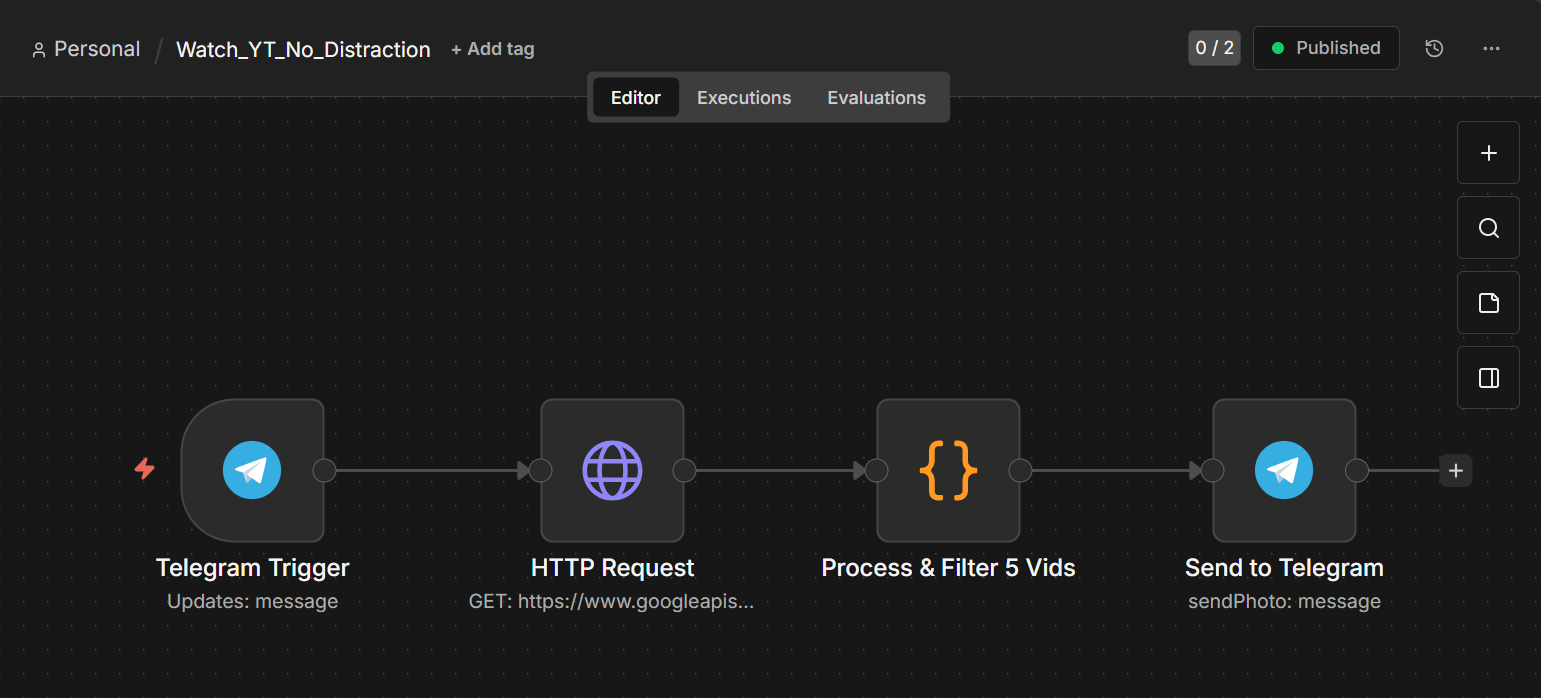 Personal / Watch_YT_No_Distraction + Add tag
0 / 2 Published
Editor Executions Evaluations
Telegram Trigger
Updates: message
HTTP Request
GET: https://www.googleapis...
Process & Filter 5 Vids
Send to Telegram
sendPhoto: message